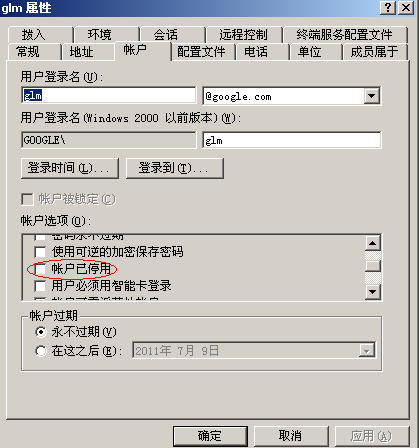 glm 属性
拨入 环境 会话 远程控制 终端服务配置文件
常规 地址 帐户 配置文件 电话 单位 成员属于
用户登录名(U):
glm @google.com
用户登录名(Windows 2000 以前版本)(W):
GOOGLE\ glm
登录时间(L)... 登录到(T)...
帐户被锁定(C)
帐户选项(O):
密码永不过期
使用可逆的加密保存密码
帐户已停用
用户必须用智能卡登录
帐户过期
永不过期(V)
在这之后(E): 2011年 7月 9日
确定 取消 应用(A)